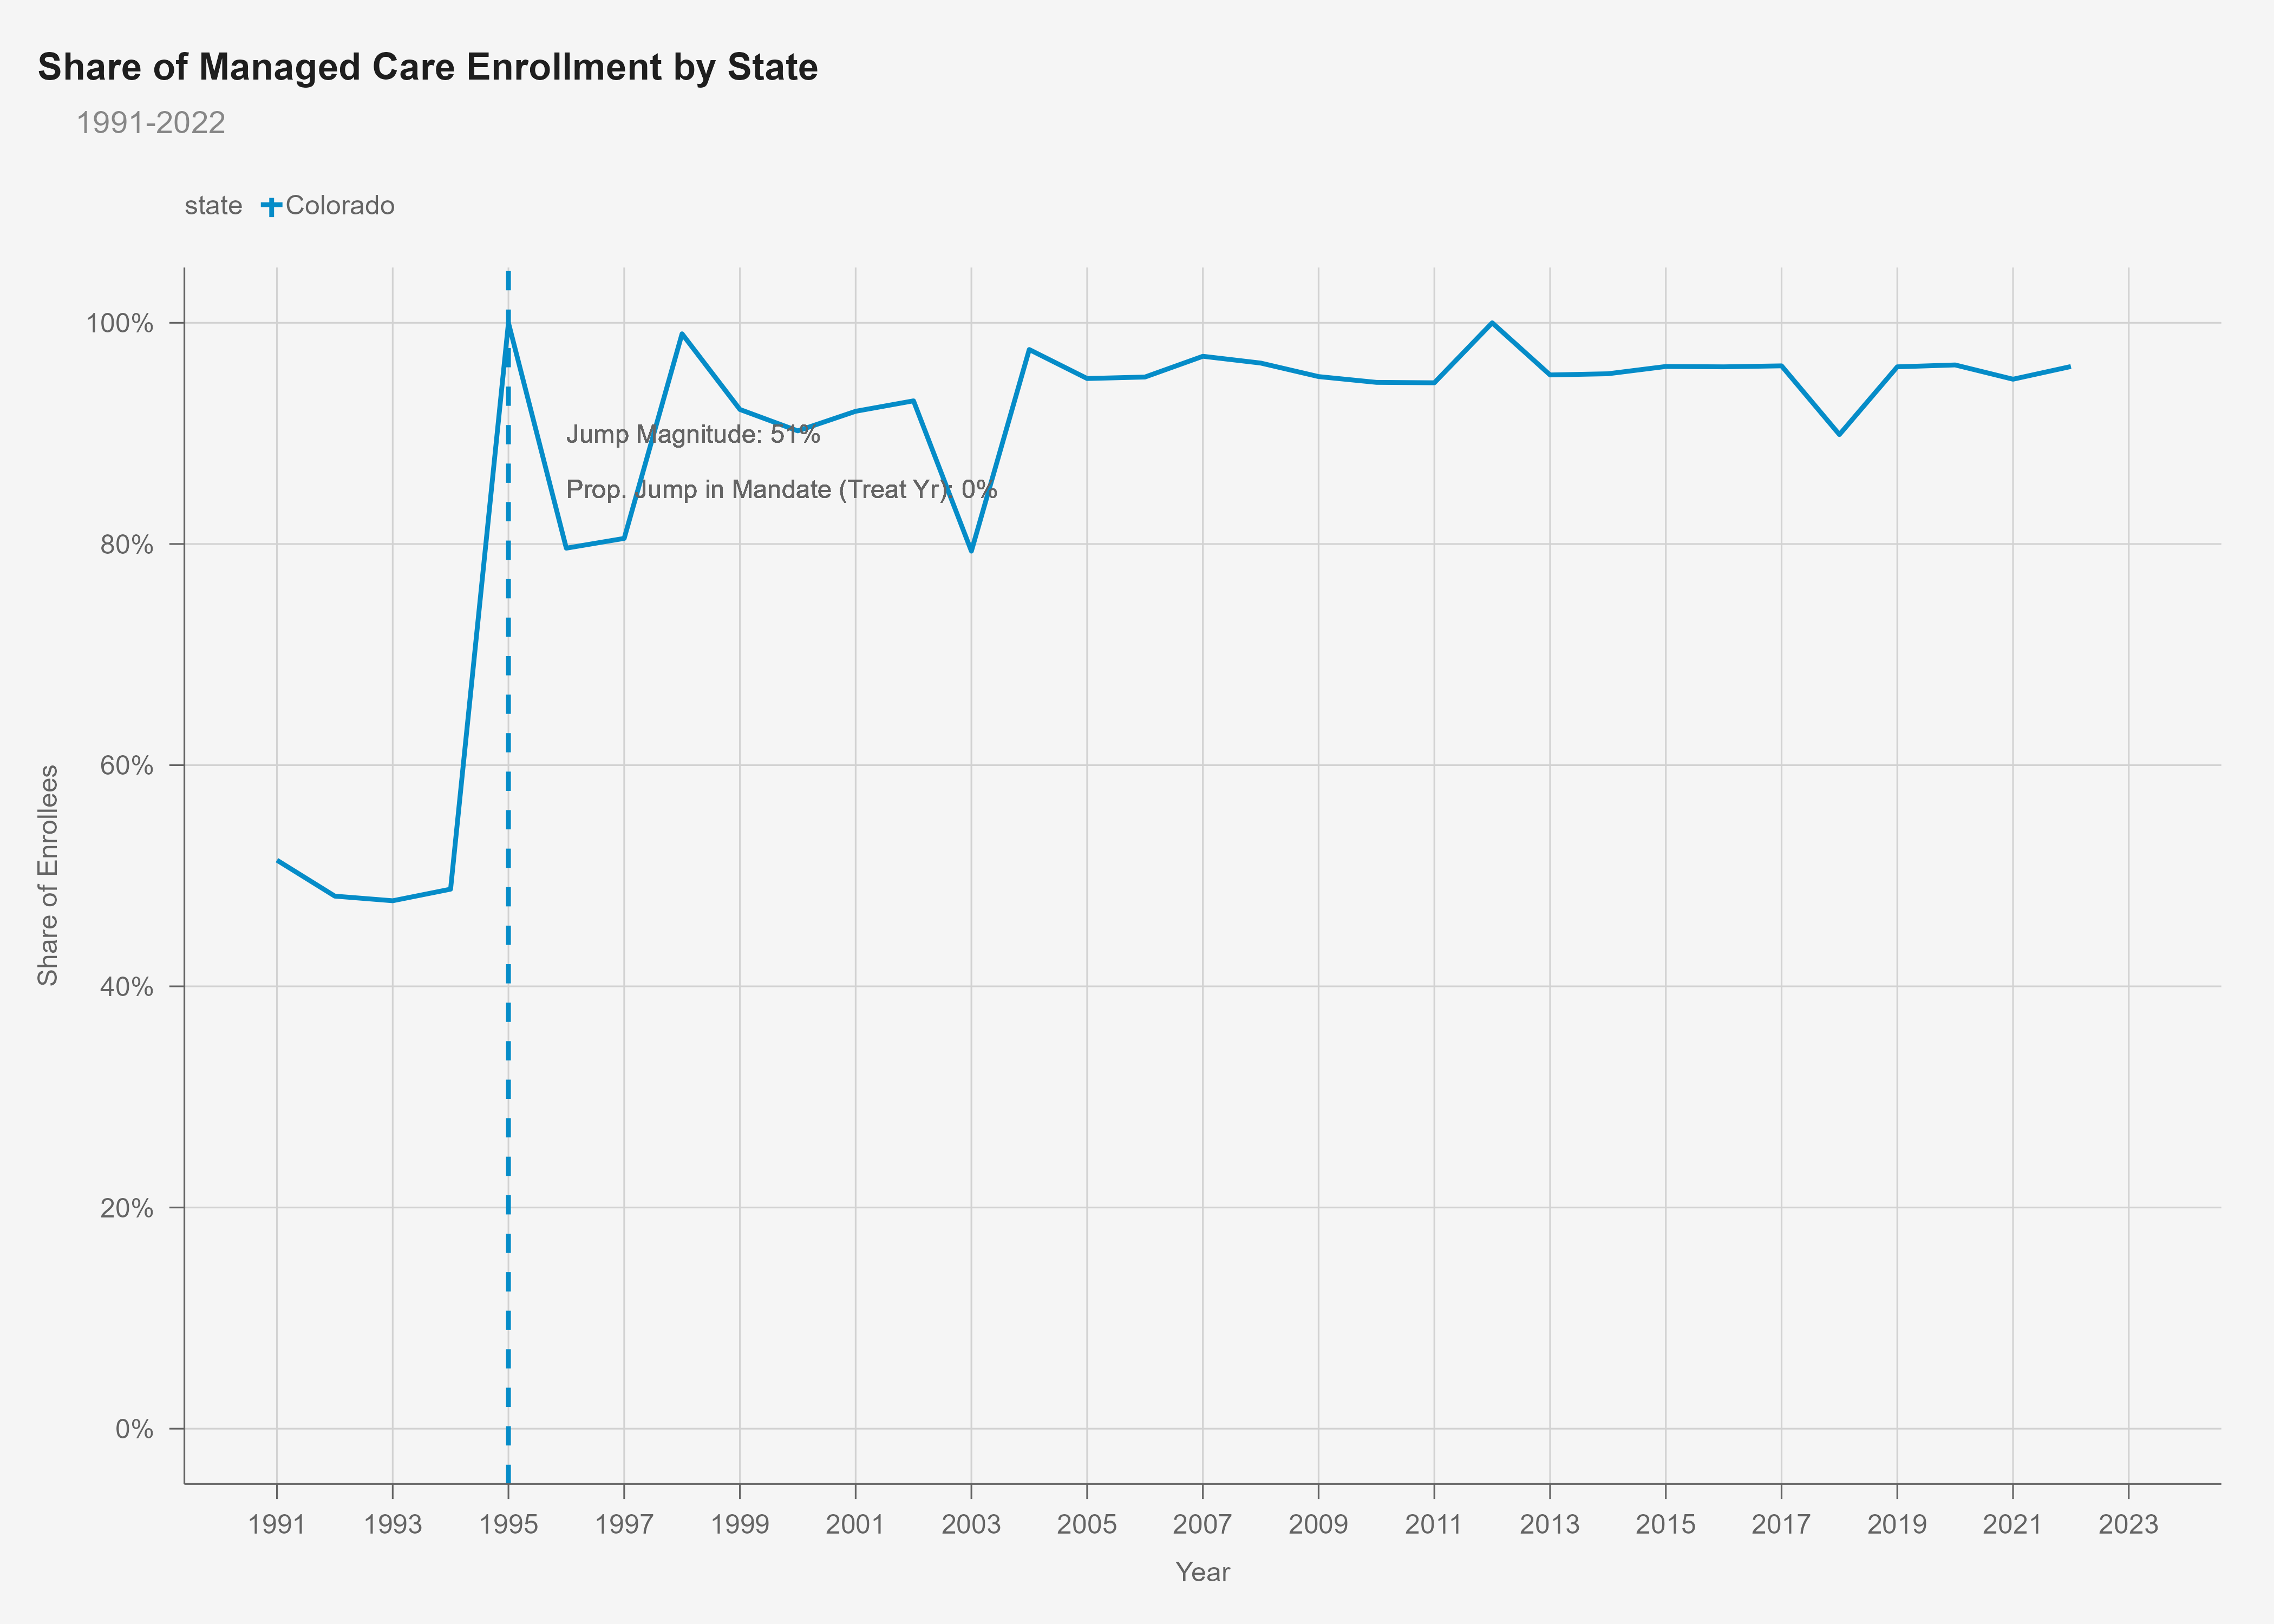 Share of Managed Care Enrollment by State
1991-2022
state Colorado
100%
Jump Magnitude: 51%
Prop. Jump in Mandate (Treat Yr): 0%
80%
60%
Share of Enrollees
40%
20%
0%
1991 1993 1995 1997 1999 2001 2003 2005 2007 2009 2011 2013 2015 2017 2019 2021 2023
Year